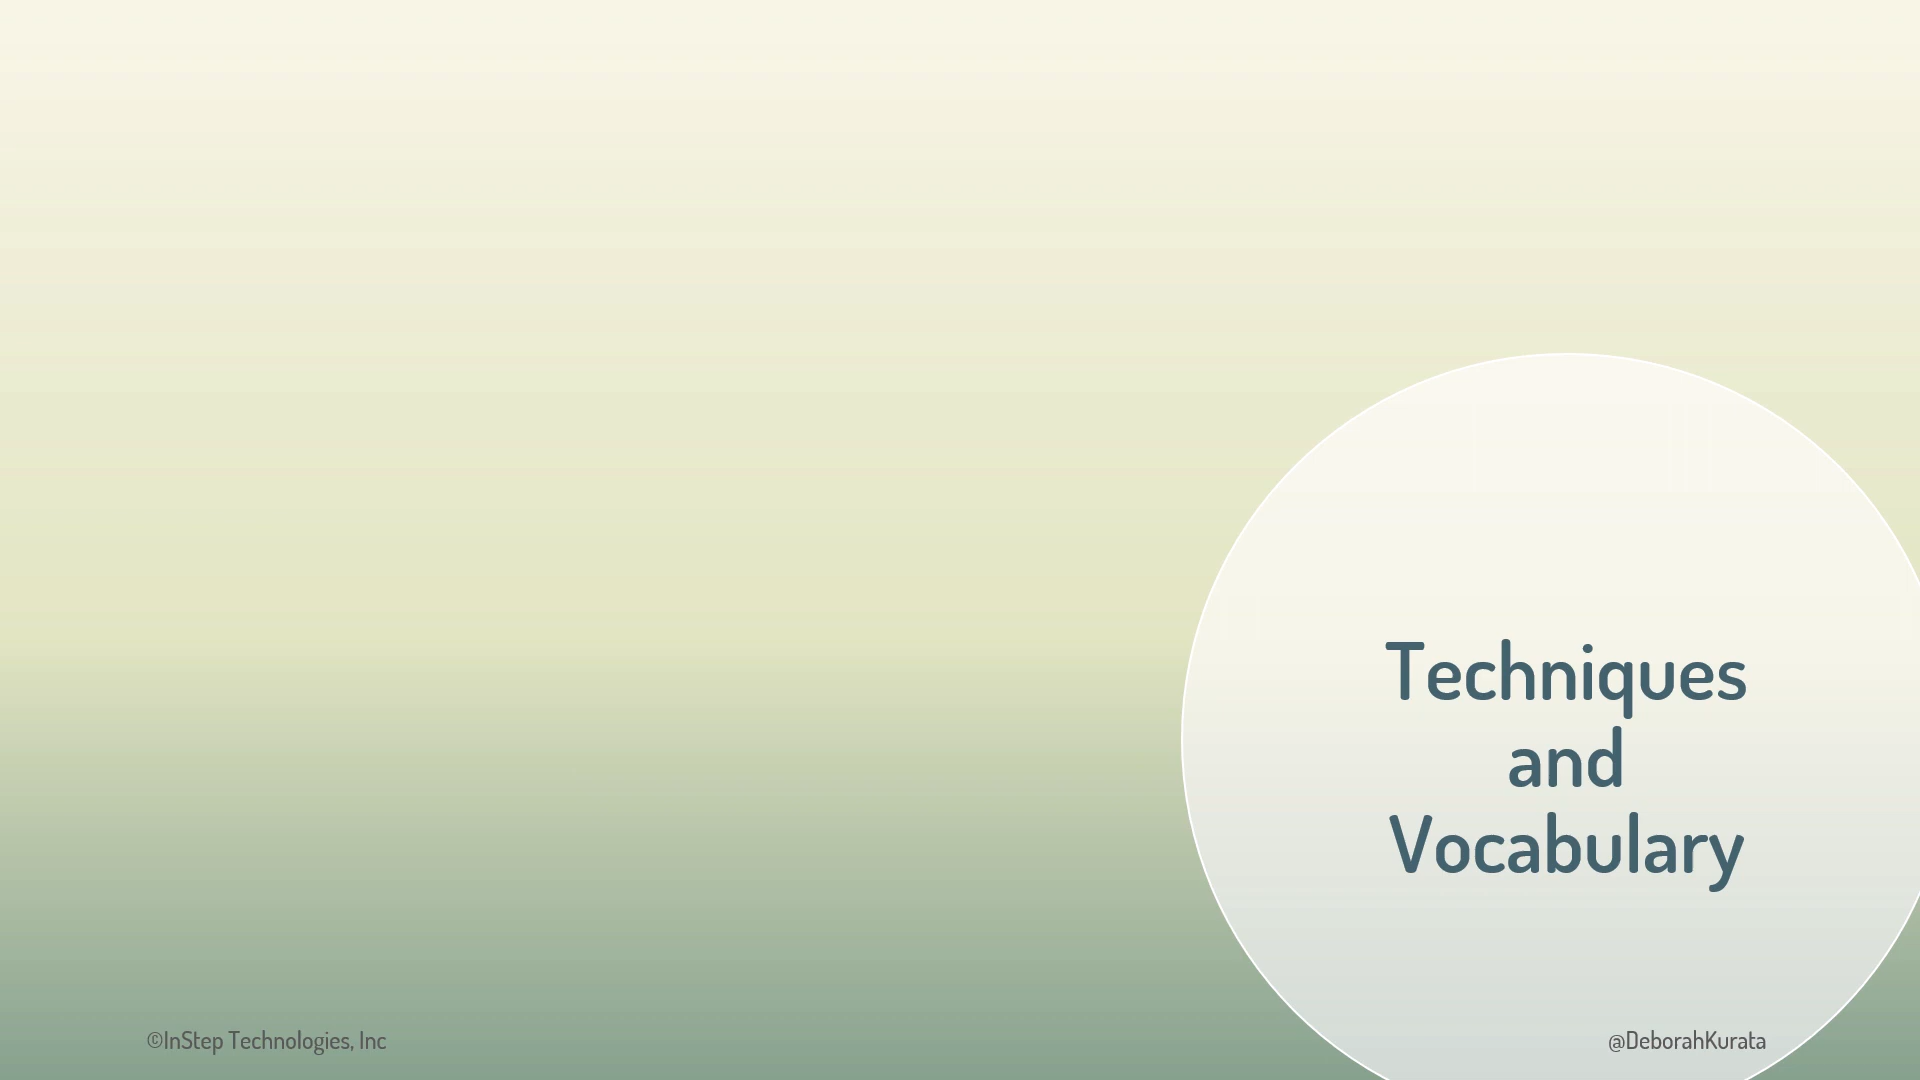 Techniques
and
Vocabulary
©InStep Technologies, Inc
@DeborahKurata